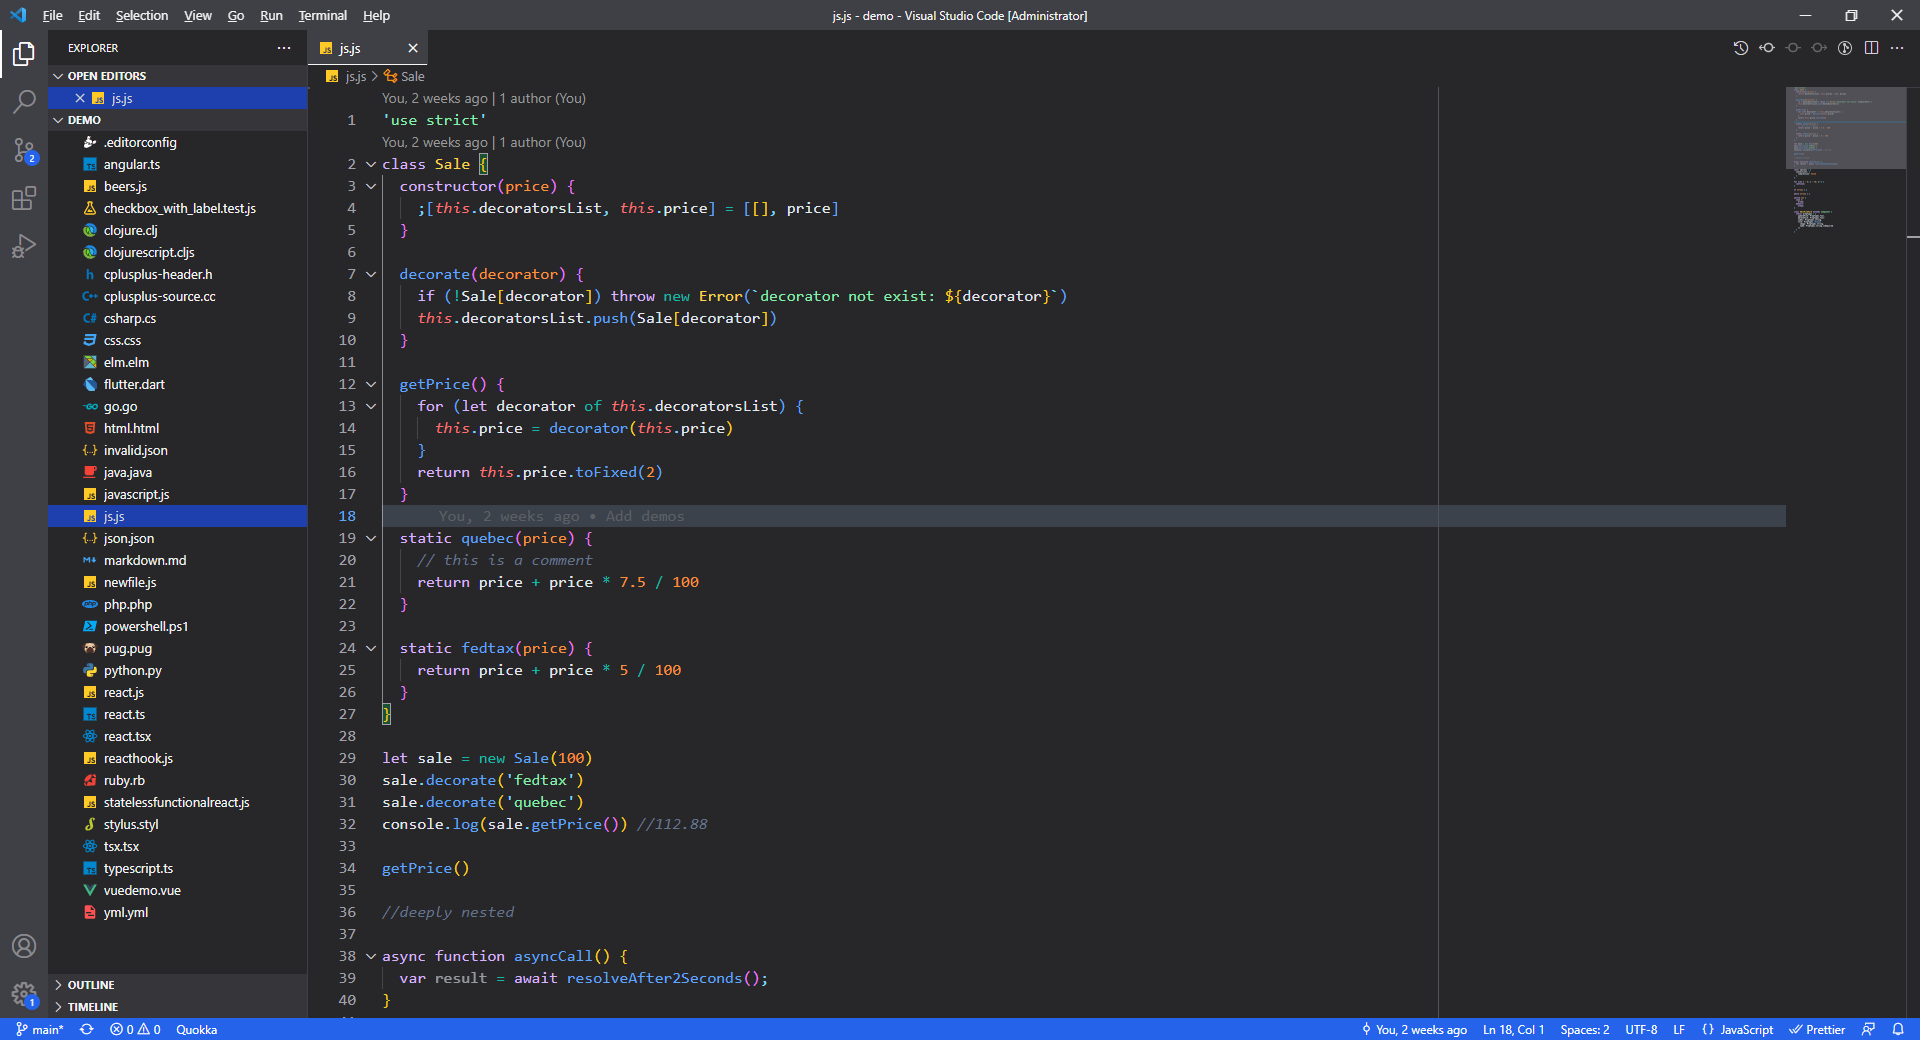 File Edit Selection View Go Run Terminal Help
js.js - demo - Visual Studio Code [Administrator]
EXPLORER
OPEN EDITORS
js.js
DEMO
.editorconfig
angular.ts
beers.js
checkbox_with_label.test.js
clojure.clj
clojurescript.cljs
cplusplus-header.h
cplusplus-source.cc
csharp.cs
css.css
elm.elm
flutter.dart
go.go
html.html
invalid.json
java.java
javascript.js
js.js
json.json
markdown.md
newfile.js
php.php
powershell.ps1
pug.pug
python.py
react.js
react.ts
react.tsx
reacthook.js
ruby.rb
statelessfunctionalreact.js
stylus.styl
tsx.tsx
typescript.ts
vuedemo.vue
yml.yml
OUTLINE
TIMELINE
js.js
js.js > Sale
You, 2 weeks ago | 1 author (You)
1 'use strict'
You, 2 weeks ago | 1 author (You)
2 class Sale {
3 constructor(price) {
4 ;[this.decoratorsList, this.price] = [[], price]
5 }
6
7 decorate(decorator) {
8 if (!Sale[decorator]) throw new Error(`decorator not exist: ${decorator}`)
9 this.decoratorsList.push(Sale[decorator])
10 }
11
12 getPrice() {
13 for (let decorator of this.decoratorsList) {
14 this.price = decorator(this.price)
15 }
16 return this.price.toFixed(2)
17 }
18 You, 2 weeks ago • Add demos
19 static quebec(price) {
20 // this is a comment
21 return price + price * 7.5 / 100
22 }
23
24 static fedtax(price) {
25 return price + price * 5 / 100
26 }
27 }
28
29 let sale = new Sale(100)
30 sale.decorate('fedtax')
31 sale.decorate('quebec')
32 console.log(sale.getPrice()) //112.88
33
34 getPrice()
35
36 //deeply nested
37
38 async function asyncCall() {
39 var result = await resolveAfter2Seconds();
40 }
2
1
main* 0 0 Quokka
You, 2 weeks ago Ln 18, Col 1 Spaces: 2 UTF-8 LF {} JavaScript Prettier